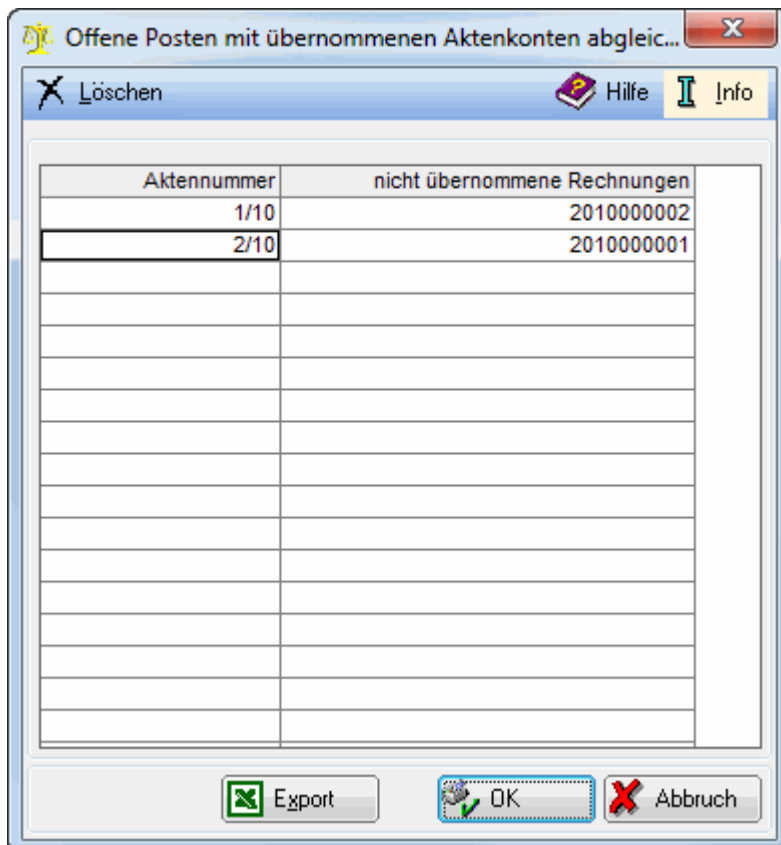 Offene Posten mit übernommenen Aktenkonten abgleic...
Löschen Hilfe Info
Aktennummer nicht übernommene Rechnungen
1/10 2010000002
2/10 2010000001
Export OK Abbruch